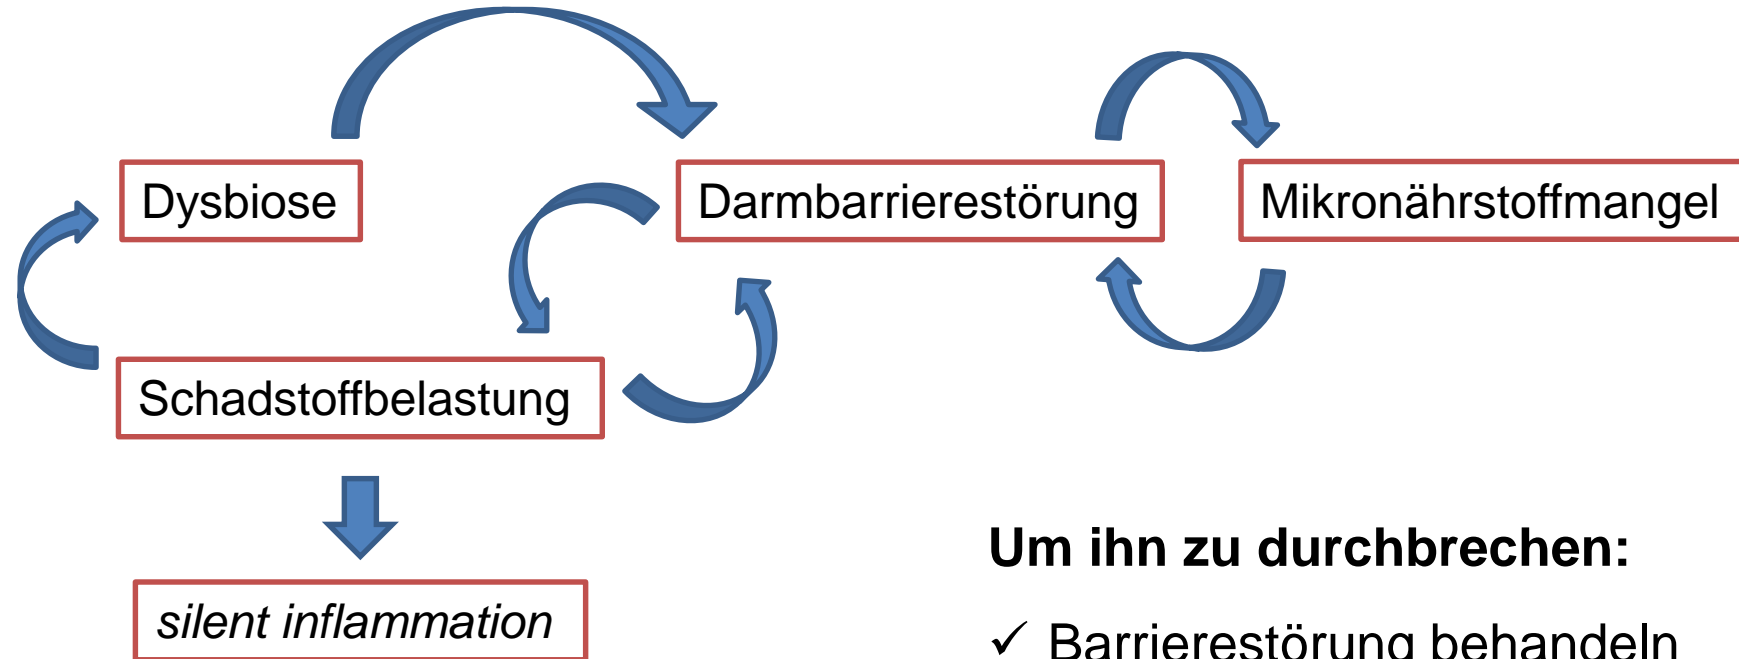 Dysbiose
Darmbarrierestörung
Mikronährstoffmangel
Schadstoffbelastung
silent inflammation
Um ihn zu durchbrechen:
✓ Barrierestörung behandeln